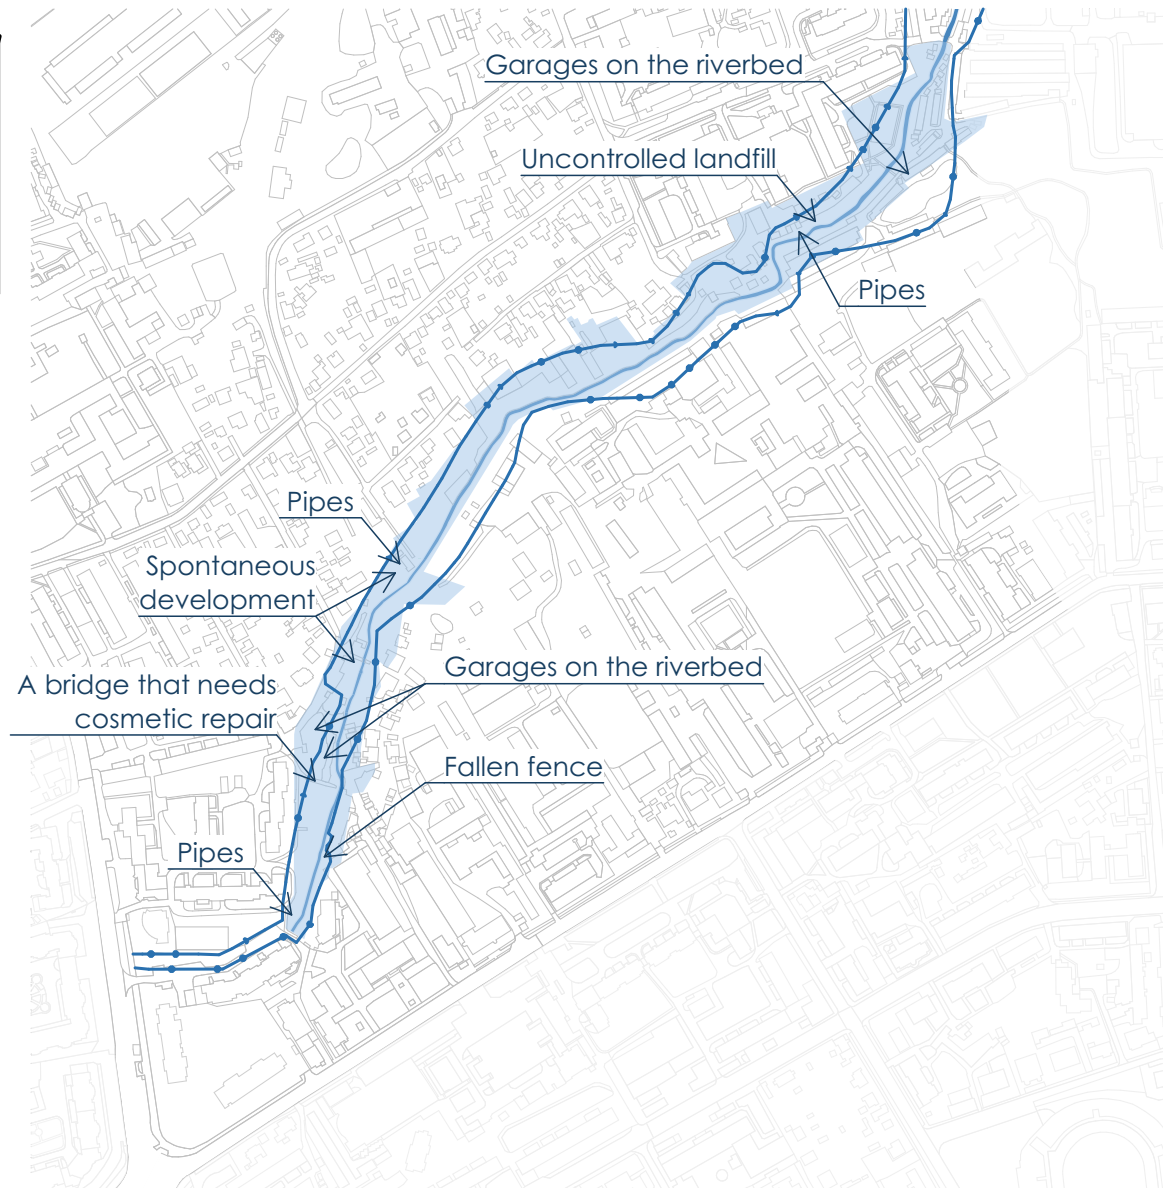 Garages on the riverbed
Uncontrolled landfill
Pipes
Pipes
Spontaneous
development
Garages on the riverbed
A bridge that needs
cosmetic repair
Fallen fence
Pipes